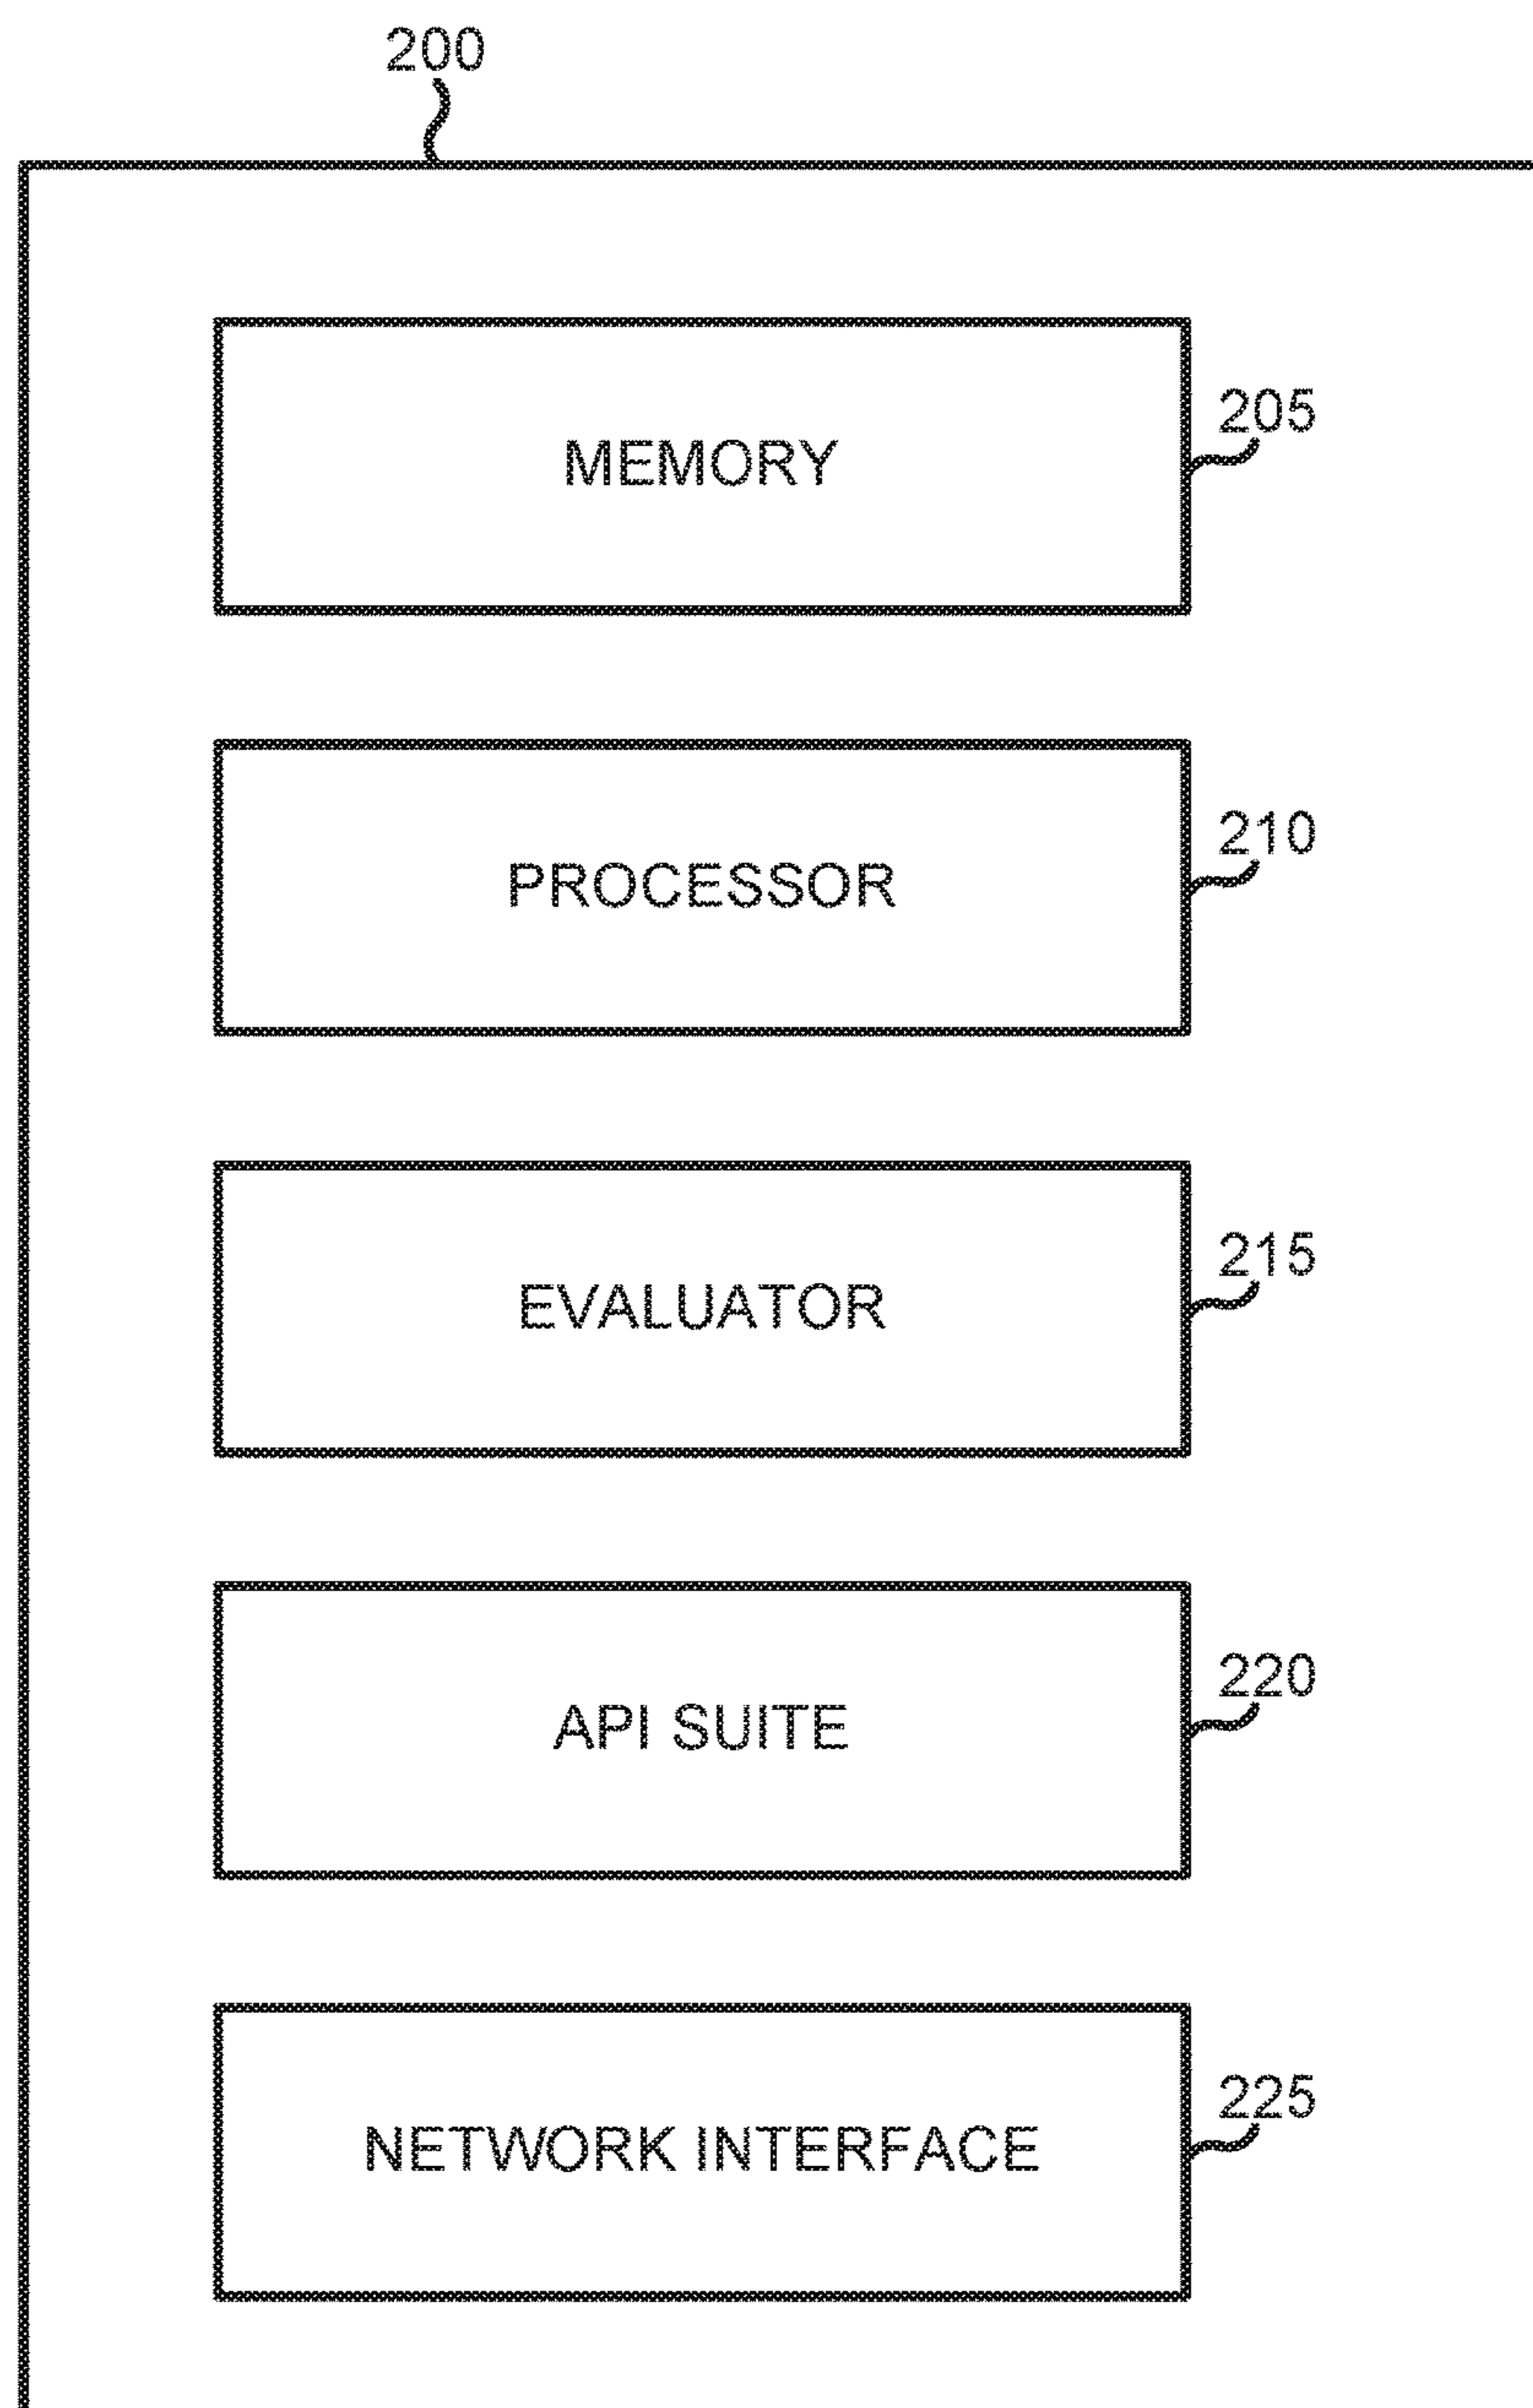 200
MEMORY
205
PROCESSOR
210
EVALUATOR
215
API SUITE
220
NETWORK INTERFACE
225